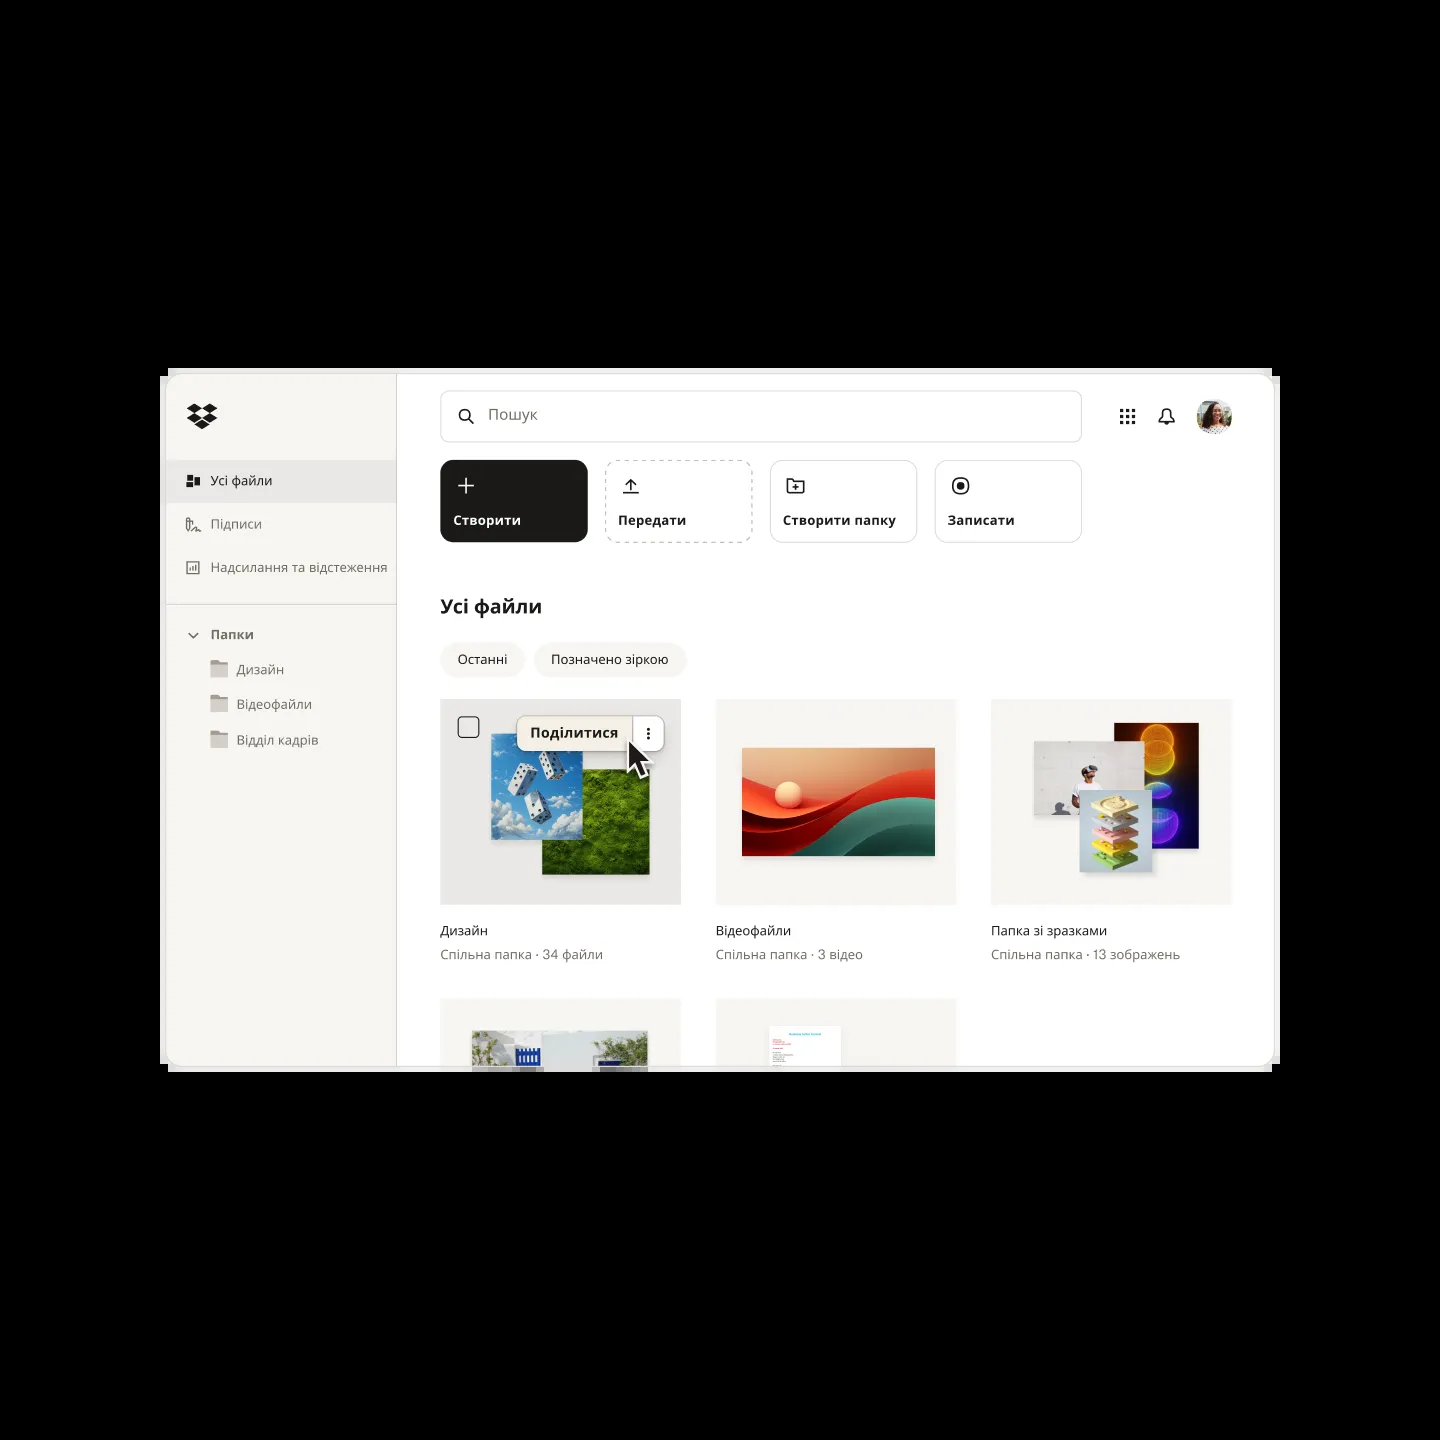 Пошук
Створити
Передати
Створити папку
Записати
Усі файли
Підписи
Надсилання та відстеження
Папки
Дизайн
Відеофайли
Відділ кадрів
Усі файли
Останні
Позначено зіркою
Поділитися
Дизайн
Спільна папка · 34 файли
Відеофайли
Спільна папка · 3 відео
Папка зі зразками
Спільна папка · 13 зображень